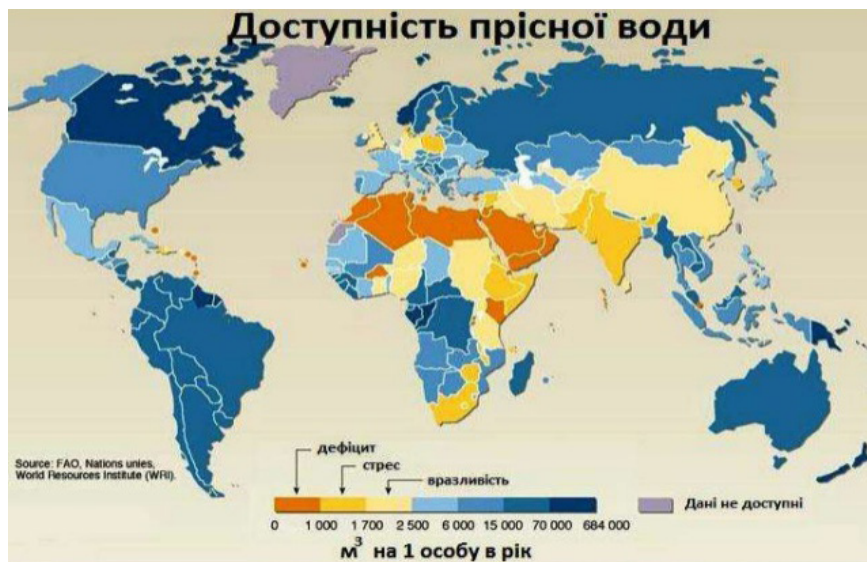 Доступність прісної води
Source: FAO, Nations unies,
World Resources Institute (WRI).
дефіцит
стрес
вразливість
0 1 000 1 700 2 500 6 000 15 000 70 000 684 000
Дані не доступні
м3 на 1 особу в рік